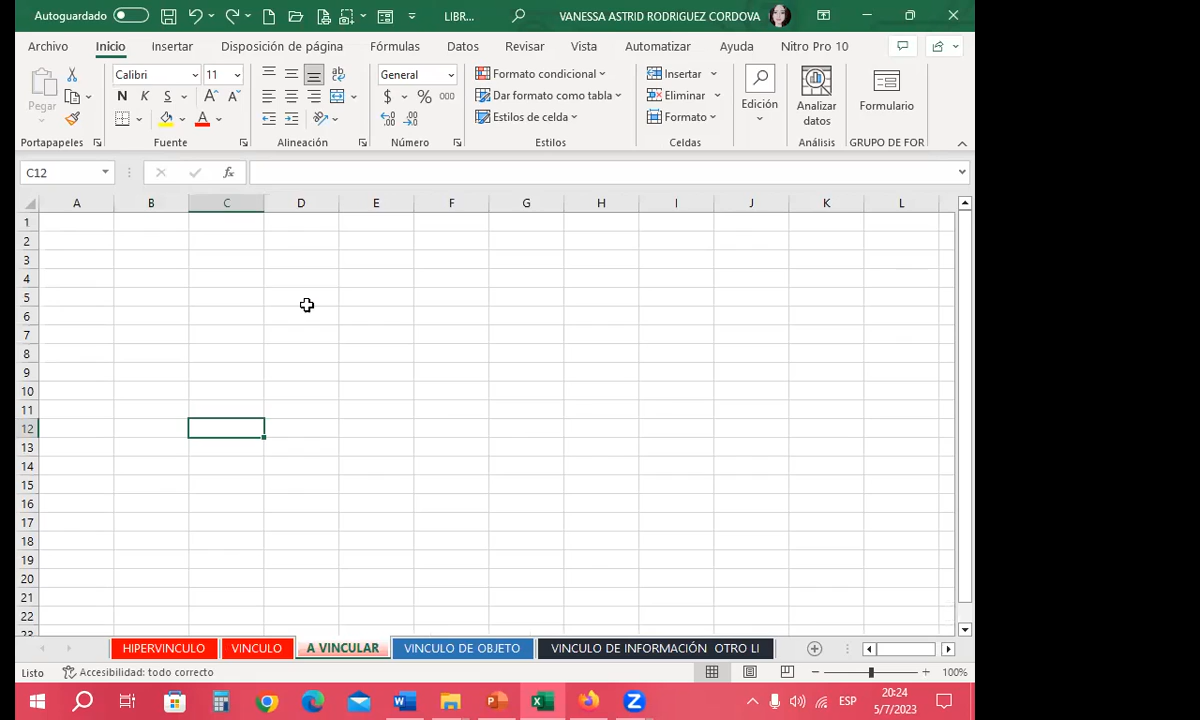 Autoguardado LIBR... VANESSA ASTRID RODRIGUEZ CORDOVA
Archivo Inicio Insertar Disposición de página Fórmulas Datos Revisar Vista Automatizar Ayuda Nitro Pro 10
Pegar
Portapapeles
Calibri 11
N K S A A
A
Fuente
ab
Alineación
General
$ % 000
Número
Formato condicional
Dar formato como tabla
Estilos de celda
Estilos
Insertar
Eliminar
Formato
Celdas
Edición
Analizar
datos
Análisis
Formulario
GRUPO DE FOR
C12 fx
A B C D E F G H I J K L
1
2
3
4
5
6
7
8
9
10
11
12
13
14
15
16
17
18
19
20
21
22
23
HIPERVINCULO VINCULO A VINCULAR VINCULO DE OBJETO VINCULO DE INFORMACIÓN OTRO LI
Listo Accesibilidad: todo correcto 100%
ESP 20:24
5/7/2023